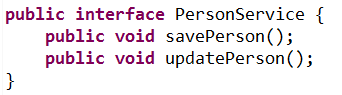 public interface PersonService {
    public void savePerson();
    public void updatePerson();
}